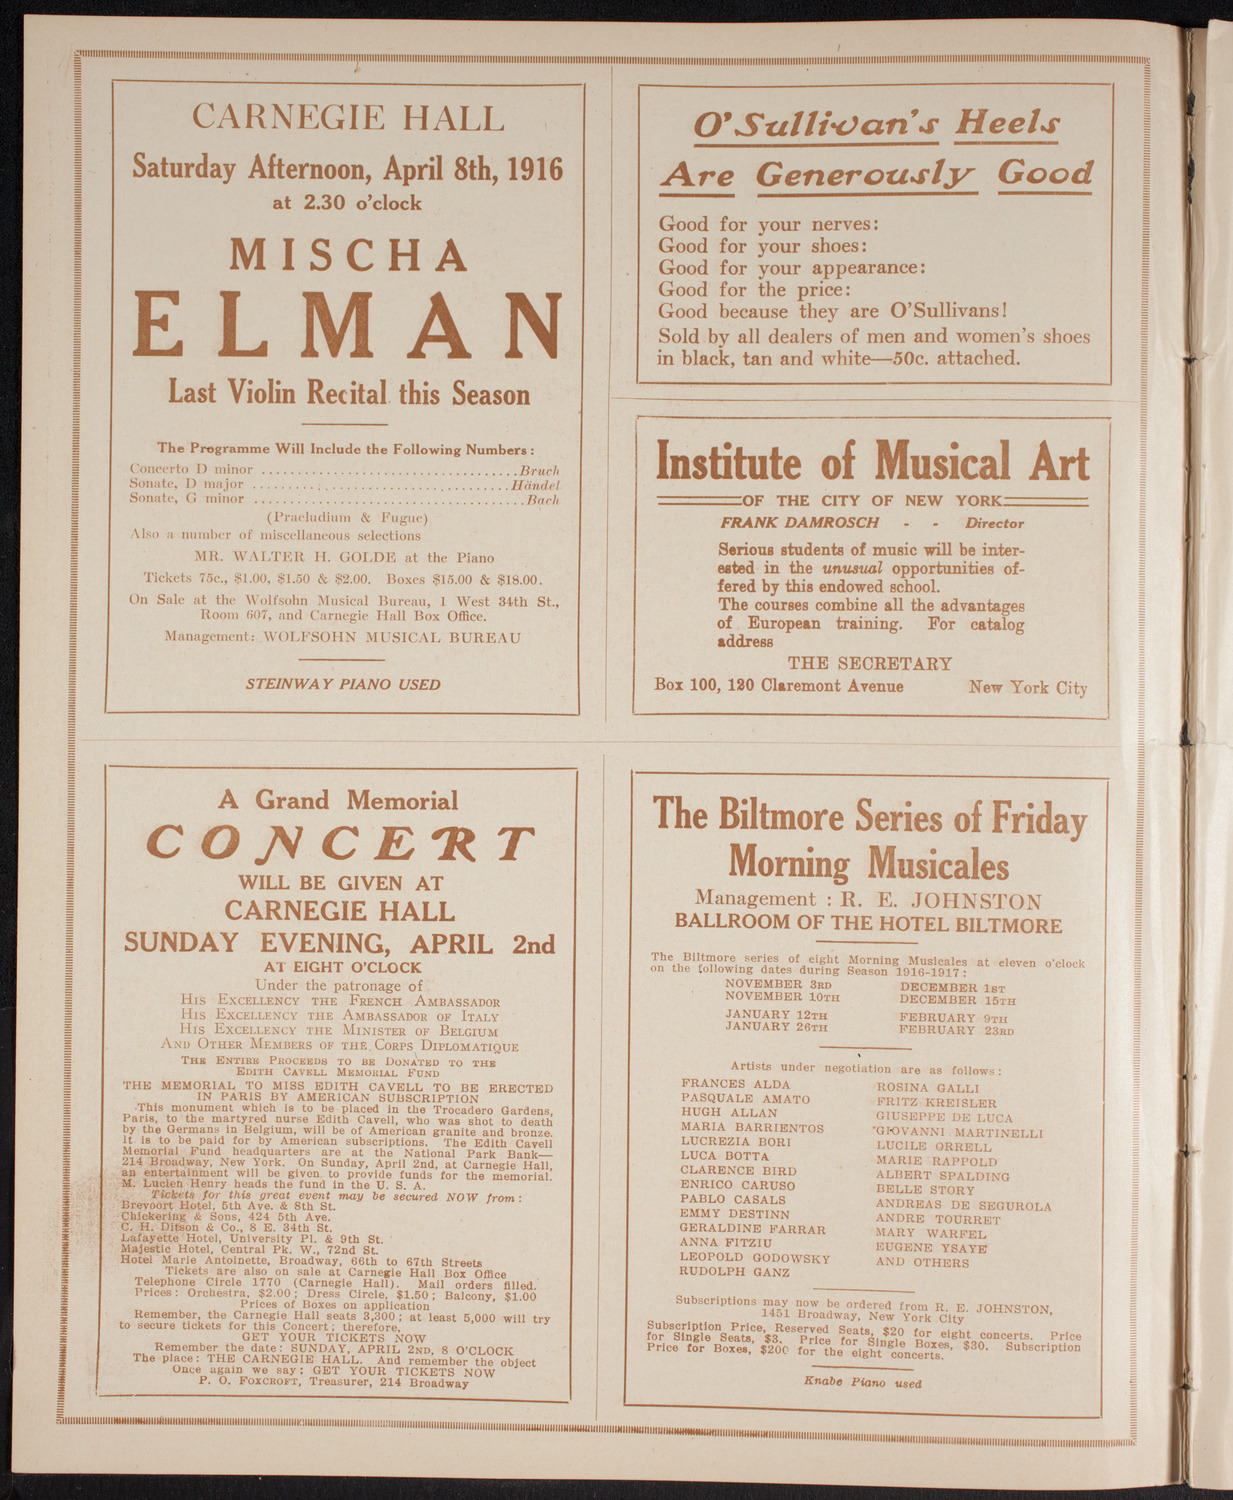 CARNEGIE HALL
Saturday Afternoon, April 8th, 1916
at 2.30 o'clock
MISCHA
ELMAN
Last Violin Recital this Season
The Programme Will Include the Following Numbers:
Concerto D minor ..................................Bruch
Sonate, D major ..................................Händel
Sonate, G minor ....................................Bach
(Praeludium & Fugue)
Also a number of miscellaneous selections
MR. WALTER H. GOLDE at the Piano
Tickets 75c., $1.00, $1.50 & $2.00. Boxes $15.00 & $18.00.
On Sale at the Wolfsohn Musical Bureau, 1 West 34th St.,
Room 607, and Carnegie Hall Box Office.
Management: WOLFSOHN MUSICAL BUREAU
STEINWAY PIANO USED
O'Sullivan's Heels
Are Generously Good
Good for your nerves:
Good for your shoes:
Good for your appearance:
Good for the price:
Good because they are O'Sullivans!
Sold by all dealers of men and women's shoes
in black, tan and white—50c. attached.
Institute of Musical Art
OF THE CITY OF NEW YORK
FRANK DAMROSCH - - Director
Serious students of music will be inter-
ested in the unusual opportunities of-
fered by this endowed school.
The courses combine all the advantages
of European training. For catalog
address
THE SECRETARY
Box 100, 120 Claremont Avenue New York City
A Grand Memorial
CONCERT
WILL BE GIVEN AT
CARNEGIE HALL
SUNDAY EVENING, APRIL 2nd
AT EIGHT O'CLOCK
Under the patronage of
HIS EXCELLENCY THE FRENCH AMBASSADOR
HIS EXCELLENCY THE AMBASSADOR OF ITALY
HIS EXCELLENCY THE MINISTER OF BELGIUM
AND OTHER MEMBERS OF THE CORPS DIPLOMATIQUE
THE ENTIRE PROCEEDS TO BE DONATED TO THE
EDITH CAVELL MEMORIAL FUND
THE MEMORIAL TO MISS EDITH CAVELL TO BE ERECTED
IN PARIS BY AMERICAN SUBSCRIPTION
This monument which is to be placed in the Trocadero Gardens,
Paris, to the martyred nurse Edith Cavell, who was shot to death
by the Germans in Belgium, will be of American granite and bronze.
It is to be paid for by American subscriptions. The Edith Cavell
Memorial Fund headquarters are at the National Park Bank—
214 Broadway, New York. On Sunday, April 2nd, at Carnegie Hall,
an entertainment will be given to provide funds for the memorial.
M. Lucien Henry heads the fund in the U. S. A.
Tickets for this great event may be secured NOW from:
Brevoort Hotel, 5th Ave. & 8th St.
Chickering & Sons, 424 5th Ave.
C. H. Ditson & Co., 8 E. 34th St.
Lafayette Hotel, University Pl. & 9th St.
Majestic Hotel, Central Pk. W., 72nd St.
Hotel Marie Antoinette, Broadway, 66th to 67th Streets
Tickets are also on sale at Carnegie Hall Box Office
Telephone Circle 1770 (Carnegie Hall). Mail orders filled.
Prices: Orchestra, $2.00; Dress Circle, $1.50; Balcony, $1.00
Prices of Boxes on application
Remember, the Carnegie Hall seats 3,300; at least 5,000 will try
to secure tickets for this Concert; therefore,
GET YOUR TICKETS NOW
Remember the date: SUNDAY, APRIL 2ND, 8 O'CLOCK
The place: THE CARNEGIE HALL. And remember the object
Once again we say: GET YOUR TICKETS NOW
P. O. FOXCROFT, Treasurer, 214 Broadway
The Biltmore Series of Friday
Morning Musicales
Management : R. E. JOHNSTON
BALLROOM OF THE HOTEL BILTMORE
The Biltmore series of eight Morning Musicales at eleven o'clock
on the following dates during Season 1916-1917:
NOVEMBER 3RD DECEMBER 1ST
NOVEMBER 10TH DECEMBER 15TH
JANUARY 12TH FEBRUARY 9TH
JANUARY 26TH FEBRUARY 23RD
Artists under negotiation are as follows:
FRANCES ALDA
PASQUALE AMATO
HUGH ALLAN
MARIA BARRIENTOS
LUCREZIA BORI
LUCA BOTTA
CLARENCE BIRD
ENRICO CARUSO
PABLO CASALS
EMMY DESTINN
GERALDINE FARRAR
ANNA FITZIU
LEOPOLD GODOWSKY
RUDOLPH GANZ
ROSINA GALLI
FRITZ KREISLER
GIUSEPPE DE LUCA
GIOVANNI MARTINELLI
LUCILE ORRELL
MARIE RAPPOLD
ALBERT SPALDING
BELLE STORY
ANDREAS DE SEGUROLA
ANDRE TOURRET
MARY WARFEL
EUGENE YSAYE
AND OTHERS
Subscriptions may now be ordered from R. E. JOHNSTON,
1451 Broadway, New York City
Subscription Price, Reserved Seats, $20 for eight concerts. Price
for Single Seats, $3. Price for Single Boxes, $30. Subscription
Price for Boxes, $200 for the eight concerts.
Knabe Piano used